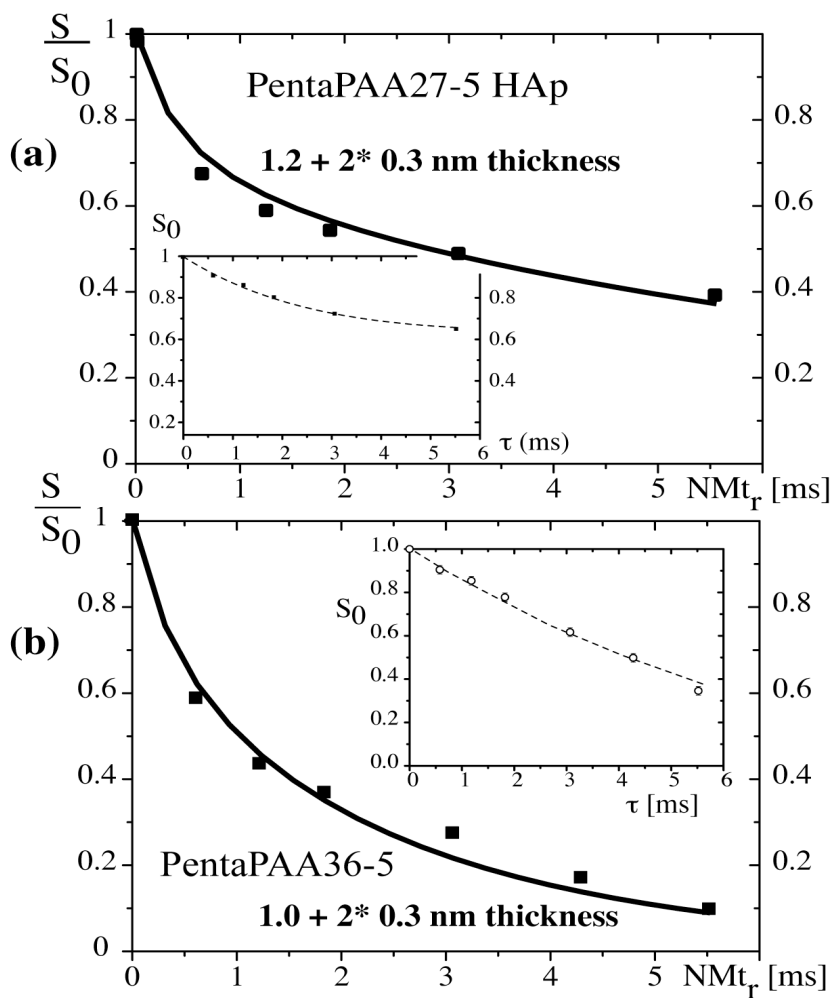 S
S0
1
0.8
0.6
0.4
0.2
0
(a)
PentaPAA27-5 HAp
1.2 + 2* 0.3 nm thickness
0.8
0.6
0.4
0.2
0 1 2 3 4 5 NMtr [ms]
S0
1
0.8
0.6
0.4
0.2
0.8
0.6
0.4
0 1 2 3 4 5 6
τ (ms)
S
S0
1
0.8
0.6
0.4
0.2
0
(b)
PentaPAA36-5
1.0 + 2* 0.3 nm thickness
0.8
0.6
0.4
0.2
0 1 2 3 4 5 NMtr [ms]
S0
1.0
0.8
0.6
0.4
0.2
0.0
0 1 2 3 4 5 6
τ [ms]